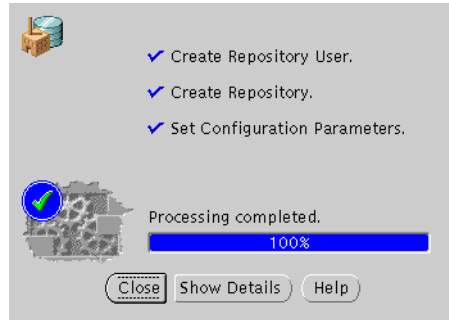 Create Repository User.
Create Repository.
Set Configuration Parameters.
Processing completed.
100%
Close Show Details Help